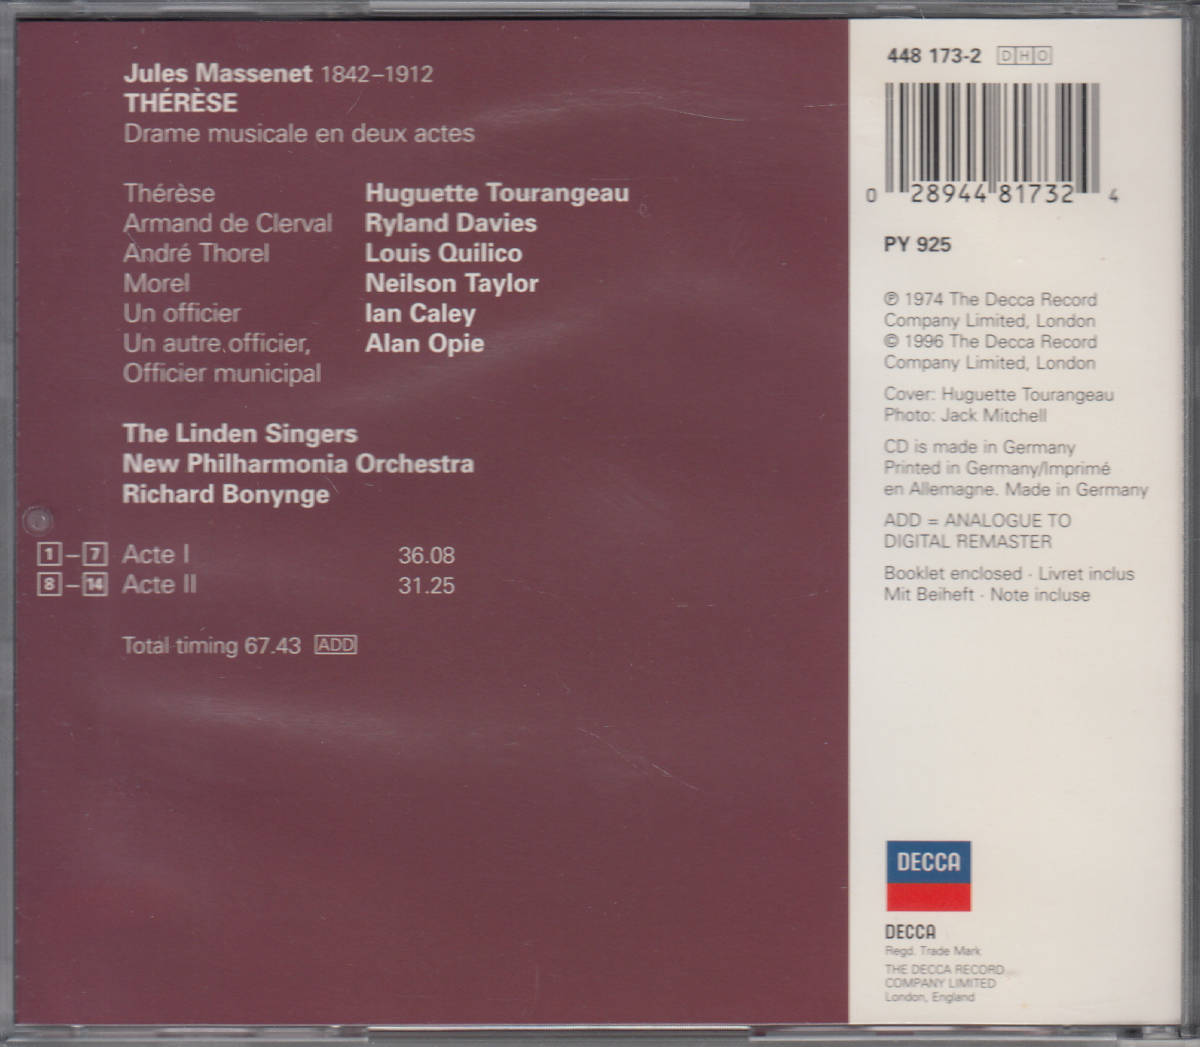 Jules Massenet 1842–1912
THÉRÈSE
Drame musicale en deux actes
Thérèse Huguette Tourangeau
Armand de Clerval Ryland Davies
André Thorel Louis Quilico
Morel Neilson Taylor
Un officier Ian Caley
Un autre officier, Alan Opie
Officier municipal
The Linden Singers
New Philharmonia Orchestra
Richard Bonynge
1 – 7 Acte I 36.08
8 – 14 Acte II 31.25
Total timing 67.43 ADD
448 173-2 DHO
0 28944 81732 4
PY 925
℗ 1974 The Decca Record
Company Limited, London
© 1996 The Decca Record
Company Limited, London
Cover: Huguette Tourangeau
Photo: Jack Mitchell
CD is made in Germany
Printed in Germany/Imprimé
en Allemagne. Made in Germany
ADD = ANALOGUE TO
DIGITAL REMASTER
Booklet enclosed · Livret inclus
Mit Beiheft · Note incluse
DECCA
DECCA
Regd. Trade Mark
THE DECCA RECORD
COMPANY LIMITED
London, England